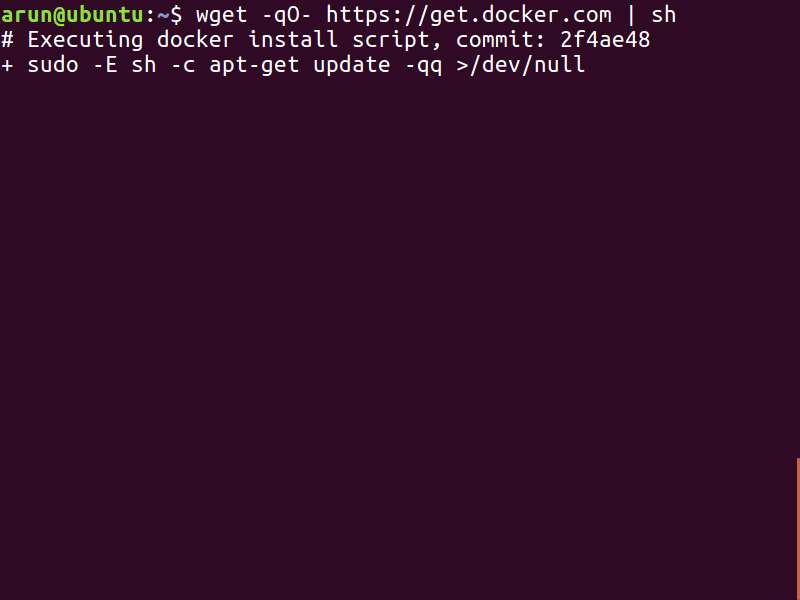 arun@ubuntu:~$ wget -qO- https://get.docker.com | sh
# Executing docker install script, commit: 2f4ae48
+ sudo -E sh -c apt-get update -qq >/dev/null